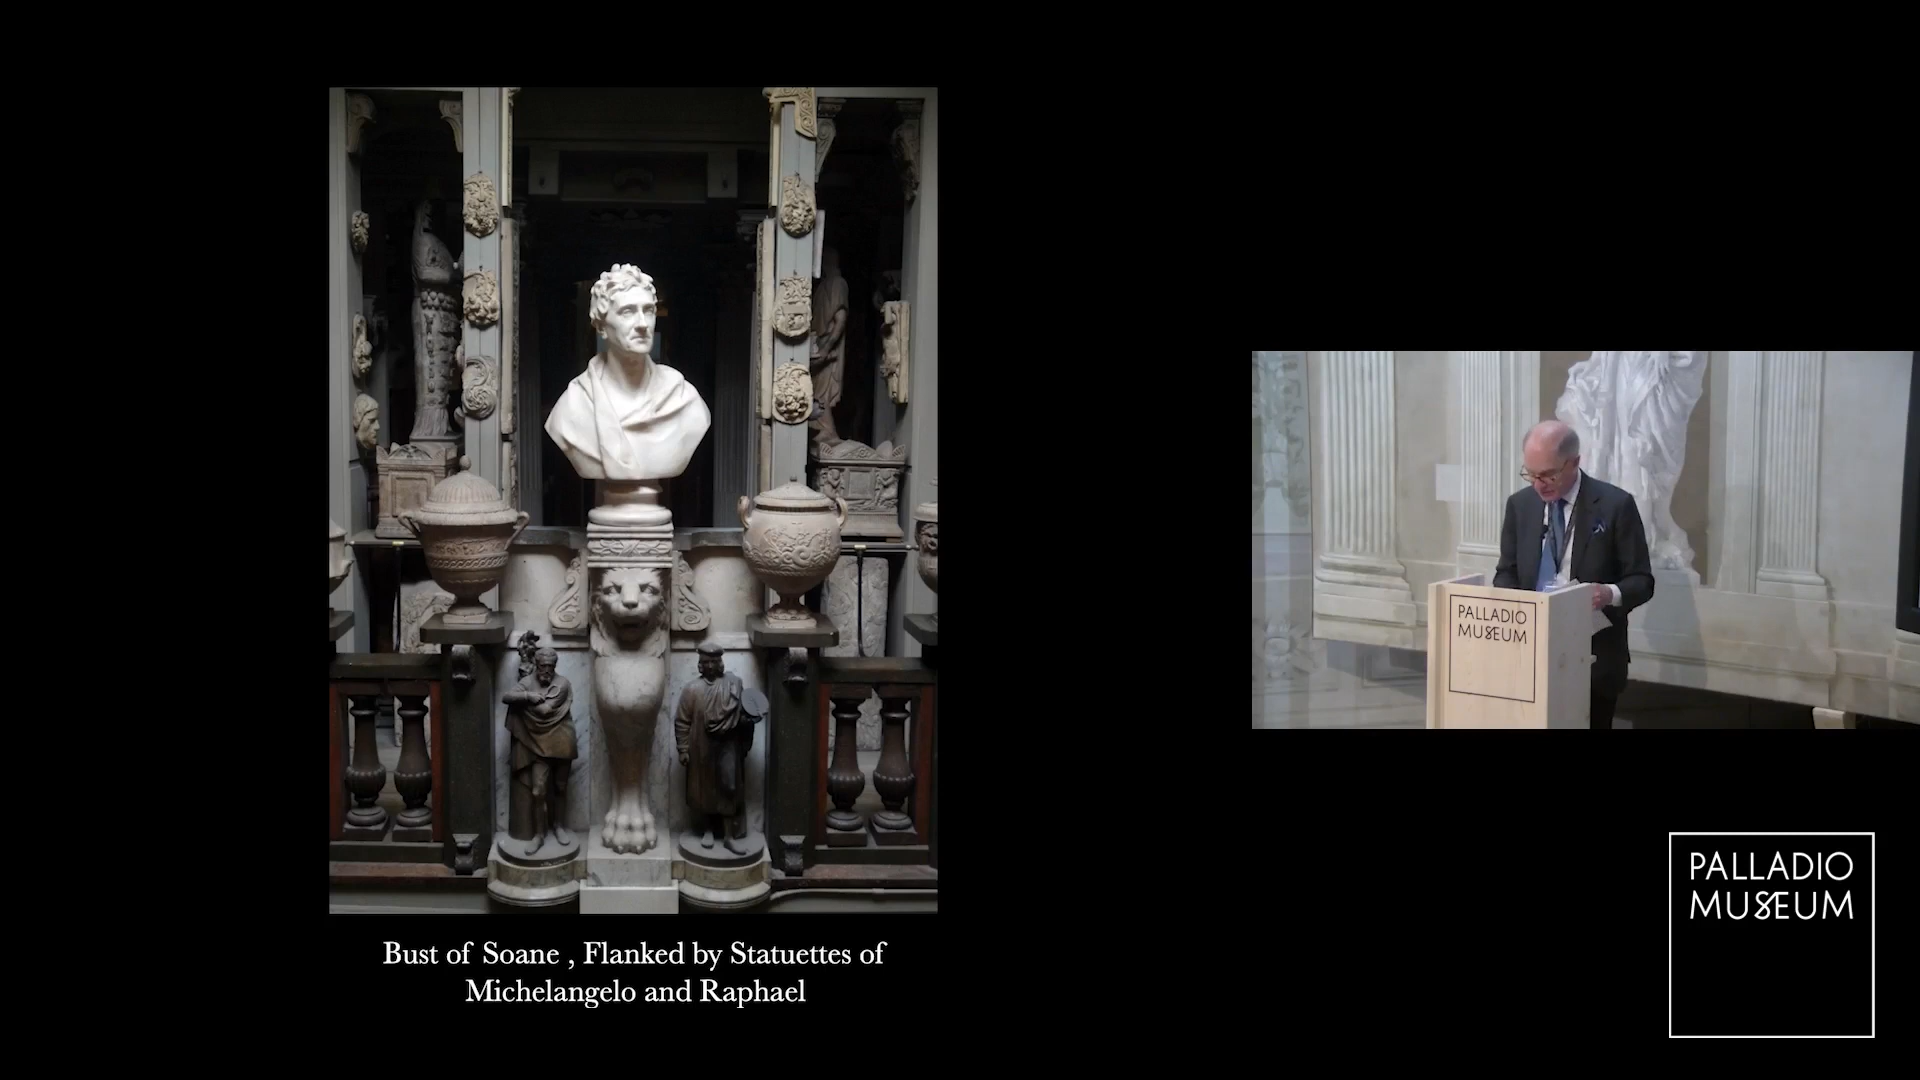 Bust of Soane , Flanked by Statuettes of
Michelangelo and Raphael
PALLADIO
MUSEUM
PALLADIO
MUSEUM